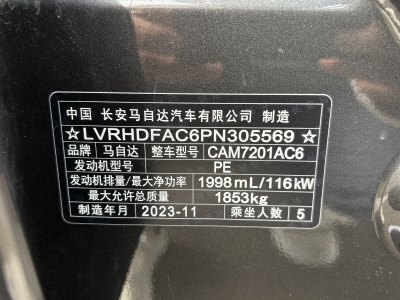 中国 长安马自达汽车有限公司 制造
☆LVRHDFAC6PN305569☆
品牌 马自达 整车型号 CAM7201AC6
发动机型号 PE
发动机排量/最大净功率 1998mL/116kW
最大允许总质量 1853kg
制造年月 2023-11 乘坐人数 5